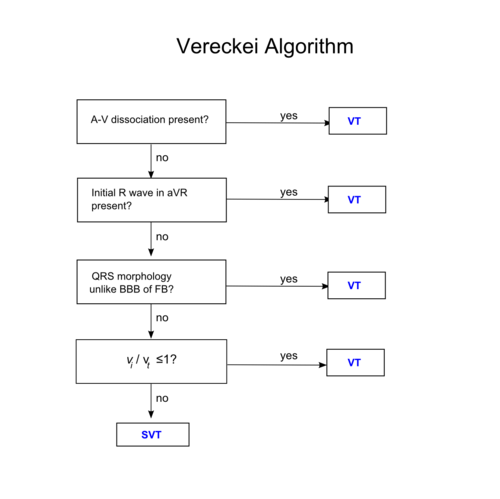 Vereckei Algorithm
A-V dissociation present?
yes
VT
no
Initial R wave in aVR
present?
yes
VT
no
QRS morphology
unlike BBB of FB?
yes
VT
no
vi / vt ≤1?
yes
VT
no
SVT